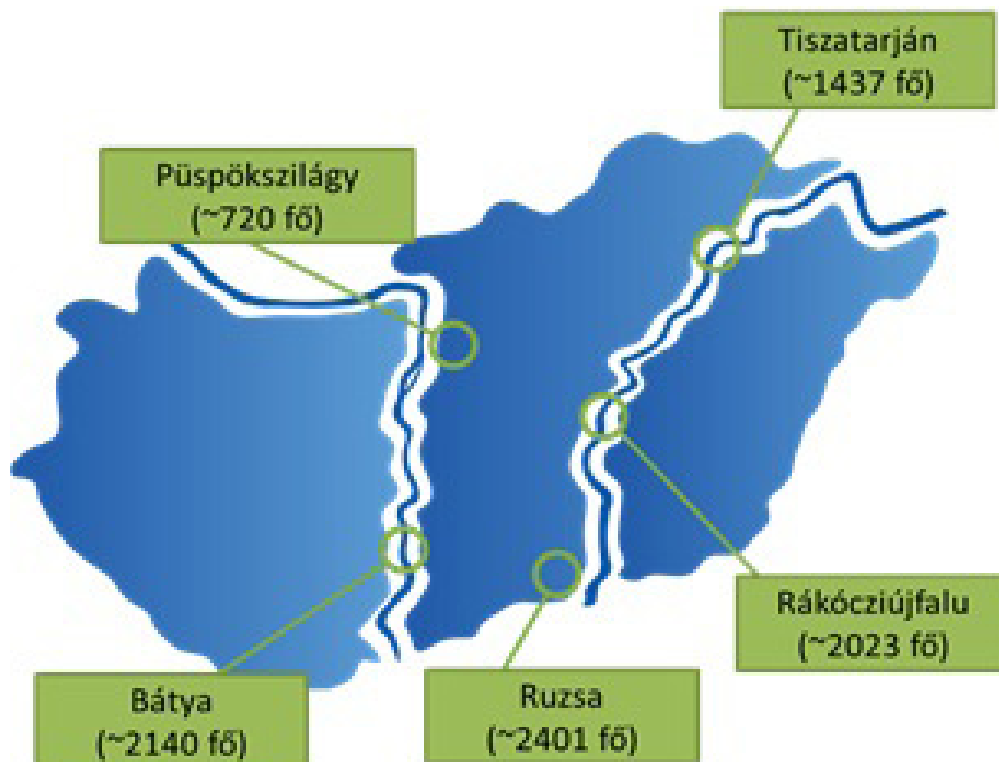 Tiszatarján
(~1437 fő)
Püspökszilágy
(~720 fő)
Rákócziújfalu
(~2023 fő)
Bátya
(~2140 fő)
Ruzsa
(~2401 fő)